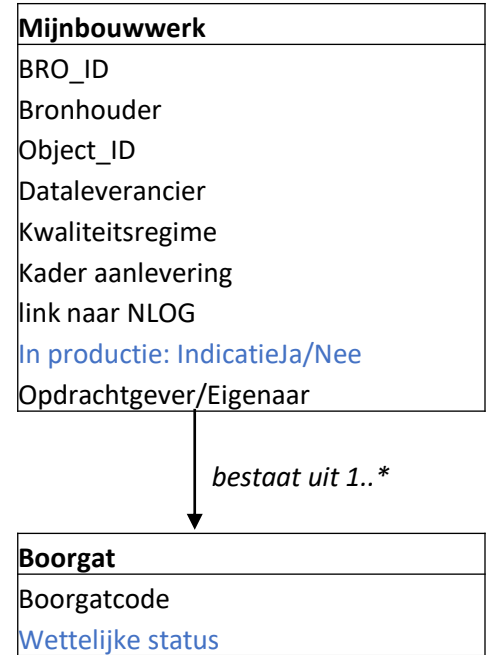 Mijnbouwwerk
BRO_ID
Bronhouder
Object_ID
Dataleverancier
Kwaliteitsregime
Kader aanlevering
link naar NLOG
In productie: IndicatieJa/Nee
Opdrachtgever/Eigenaar
bestaat uit 1..*
Boorgat
Boorgatcode
Wettelijke status